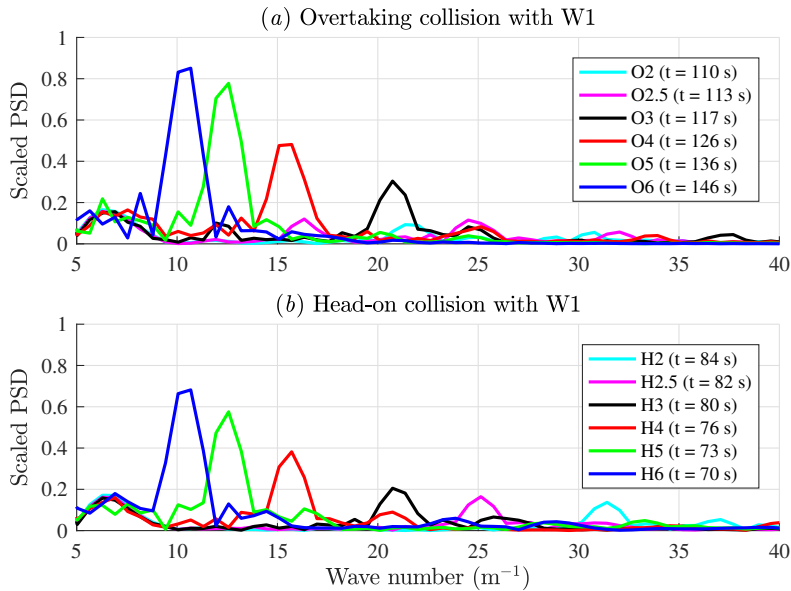 (a) Overtaking collision with W1
Scaled PSD
1
0.8
0.6
0.4
0.2
0
O2 (t = 110 s)
O2.5 (t = 113 s)
O3 (t = 117 s)
O4 (t = 126 s)
O5 (t = 136 s)
O6 (t = 146 s)
5 10 15 20 25 30 35 40
(b) Head-on collision with W1
Scaled PSD
1
0.8
0.6
0.4
0.2
0
H2 (t = 84 s)
H2.5 (t = 82 s)
H3 (t = 80 s)
H4 (t = 76 s)
H5 (t = 73 s)
H6 (t = 70 s)
5 10 15 20 25 30 35 40
Wave number (m⁻¹)